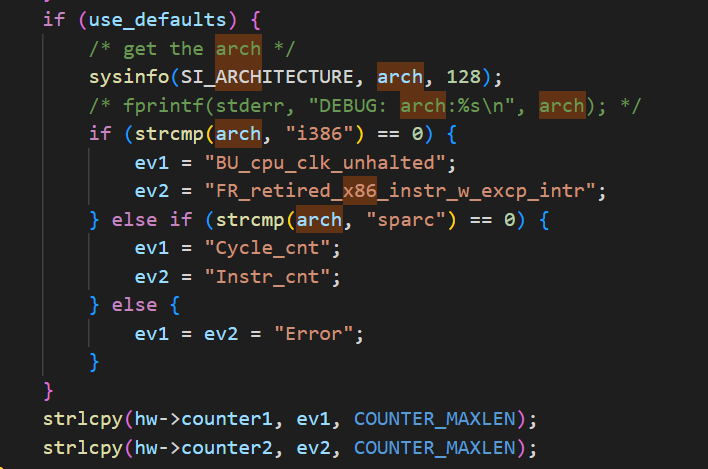 if (use_defaults) {
/* get the arch */
sysinfo(SI_ARCHITECTURE, arch, 128);
/* fprintf(stderr, "DEBUG: arch:%s\n", arch); */
if (strcmp(arch, "i386") == 0) {
ev1 = "BU_cpu_clk_unhalted";
ev2 = "FR_retired_x86_instr_w_excp_intr";
} else if (strcmp(arch, "sparc") == 0) {
ev1 = "Cycle_cnt";
ev2 = "Instr_cnt";
} else {
ev1 = ev2 = "Error";
}
}
strlcpy(hw->counter1, ev1, COUNTER_MAXLEN);
strlcpy(hw->counter2, ev2, COUNTER_MAXLEN);